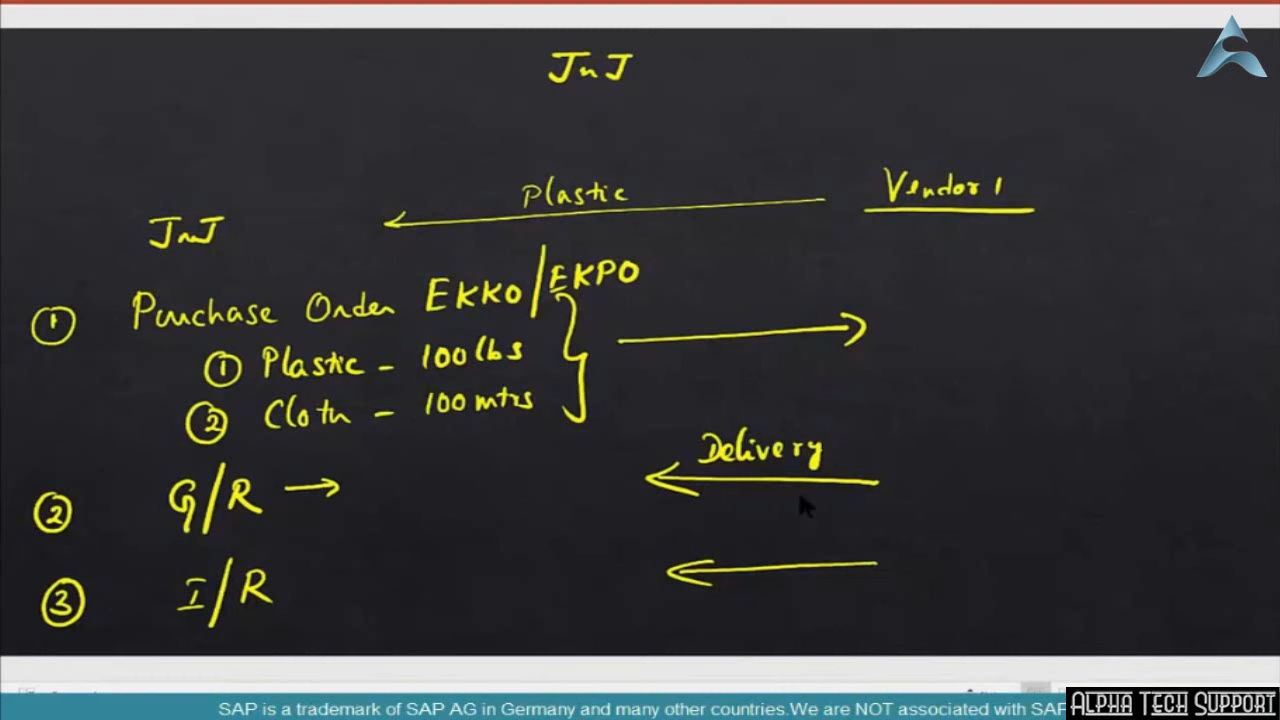 JnJ
Plastic
Vendor 1
JnJ
① Purchase Order EKKO/EKPO
① Plastic - 100 lbs
② Cloth - 100 mtrs
Delivery
② G/R →
③ I/R
SAP is a trademark of SAP AG in Germany and many other countries.We are NOT associated with SAP
ALPHA TECH SUPPORT